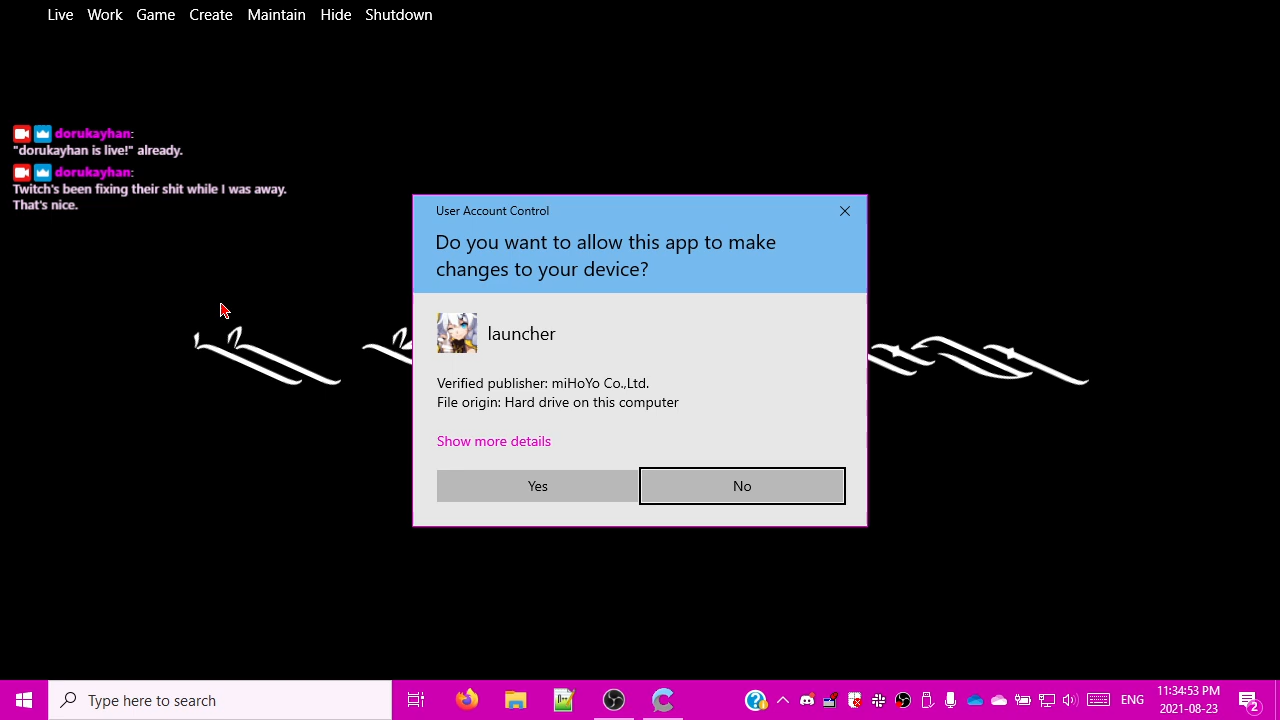 Live Work Game Create Maintain Hide Shutdown
dorukayhan:
"dorukayhan is live!" already.
dorukayhan:
Twitch's been fixing their shit while I was away.
That's nice.
User Account Control
Do you want to allow this app to make
changes to your device?
launcher
Verified publisher: miHoYo Co.,Ltd.
File origin: Hard drive on this computer
Show more details
Yes No
Type here to search
ENG
11:34:53 PM
2021-08-23
2